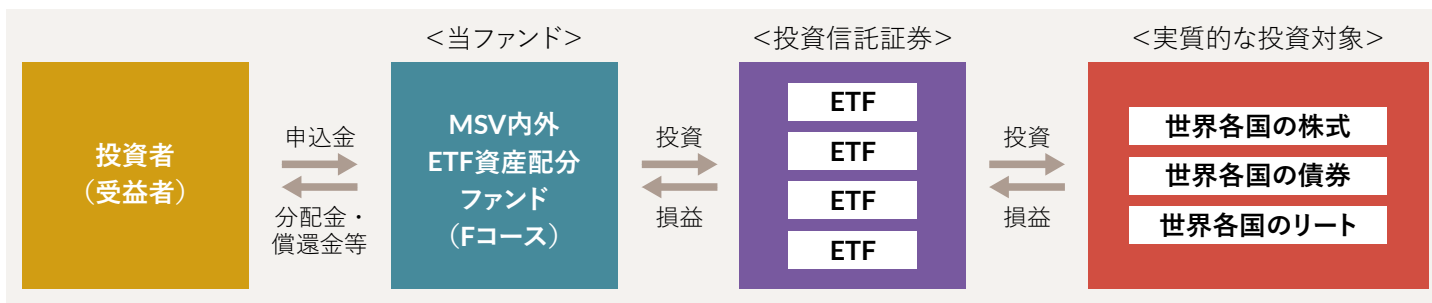 ＜当ファンド＞
＜投資信託証券＞
＜実質的な投資対象＞
投資者
（受益者）
申込金
分配金・
償還金等
MSV内外
ETF資産配分
ファンド
（Fコース）
投資
損益
ETF
ETF
ETF
ETF
投資
損益
世界各国の株式
世界各国の債券
世界各国のリート